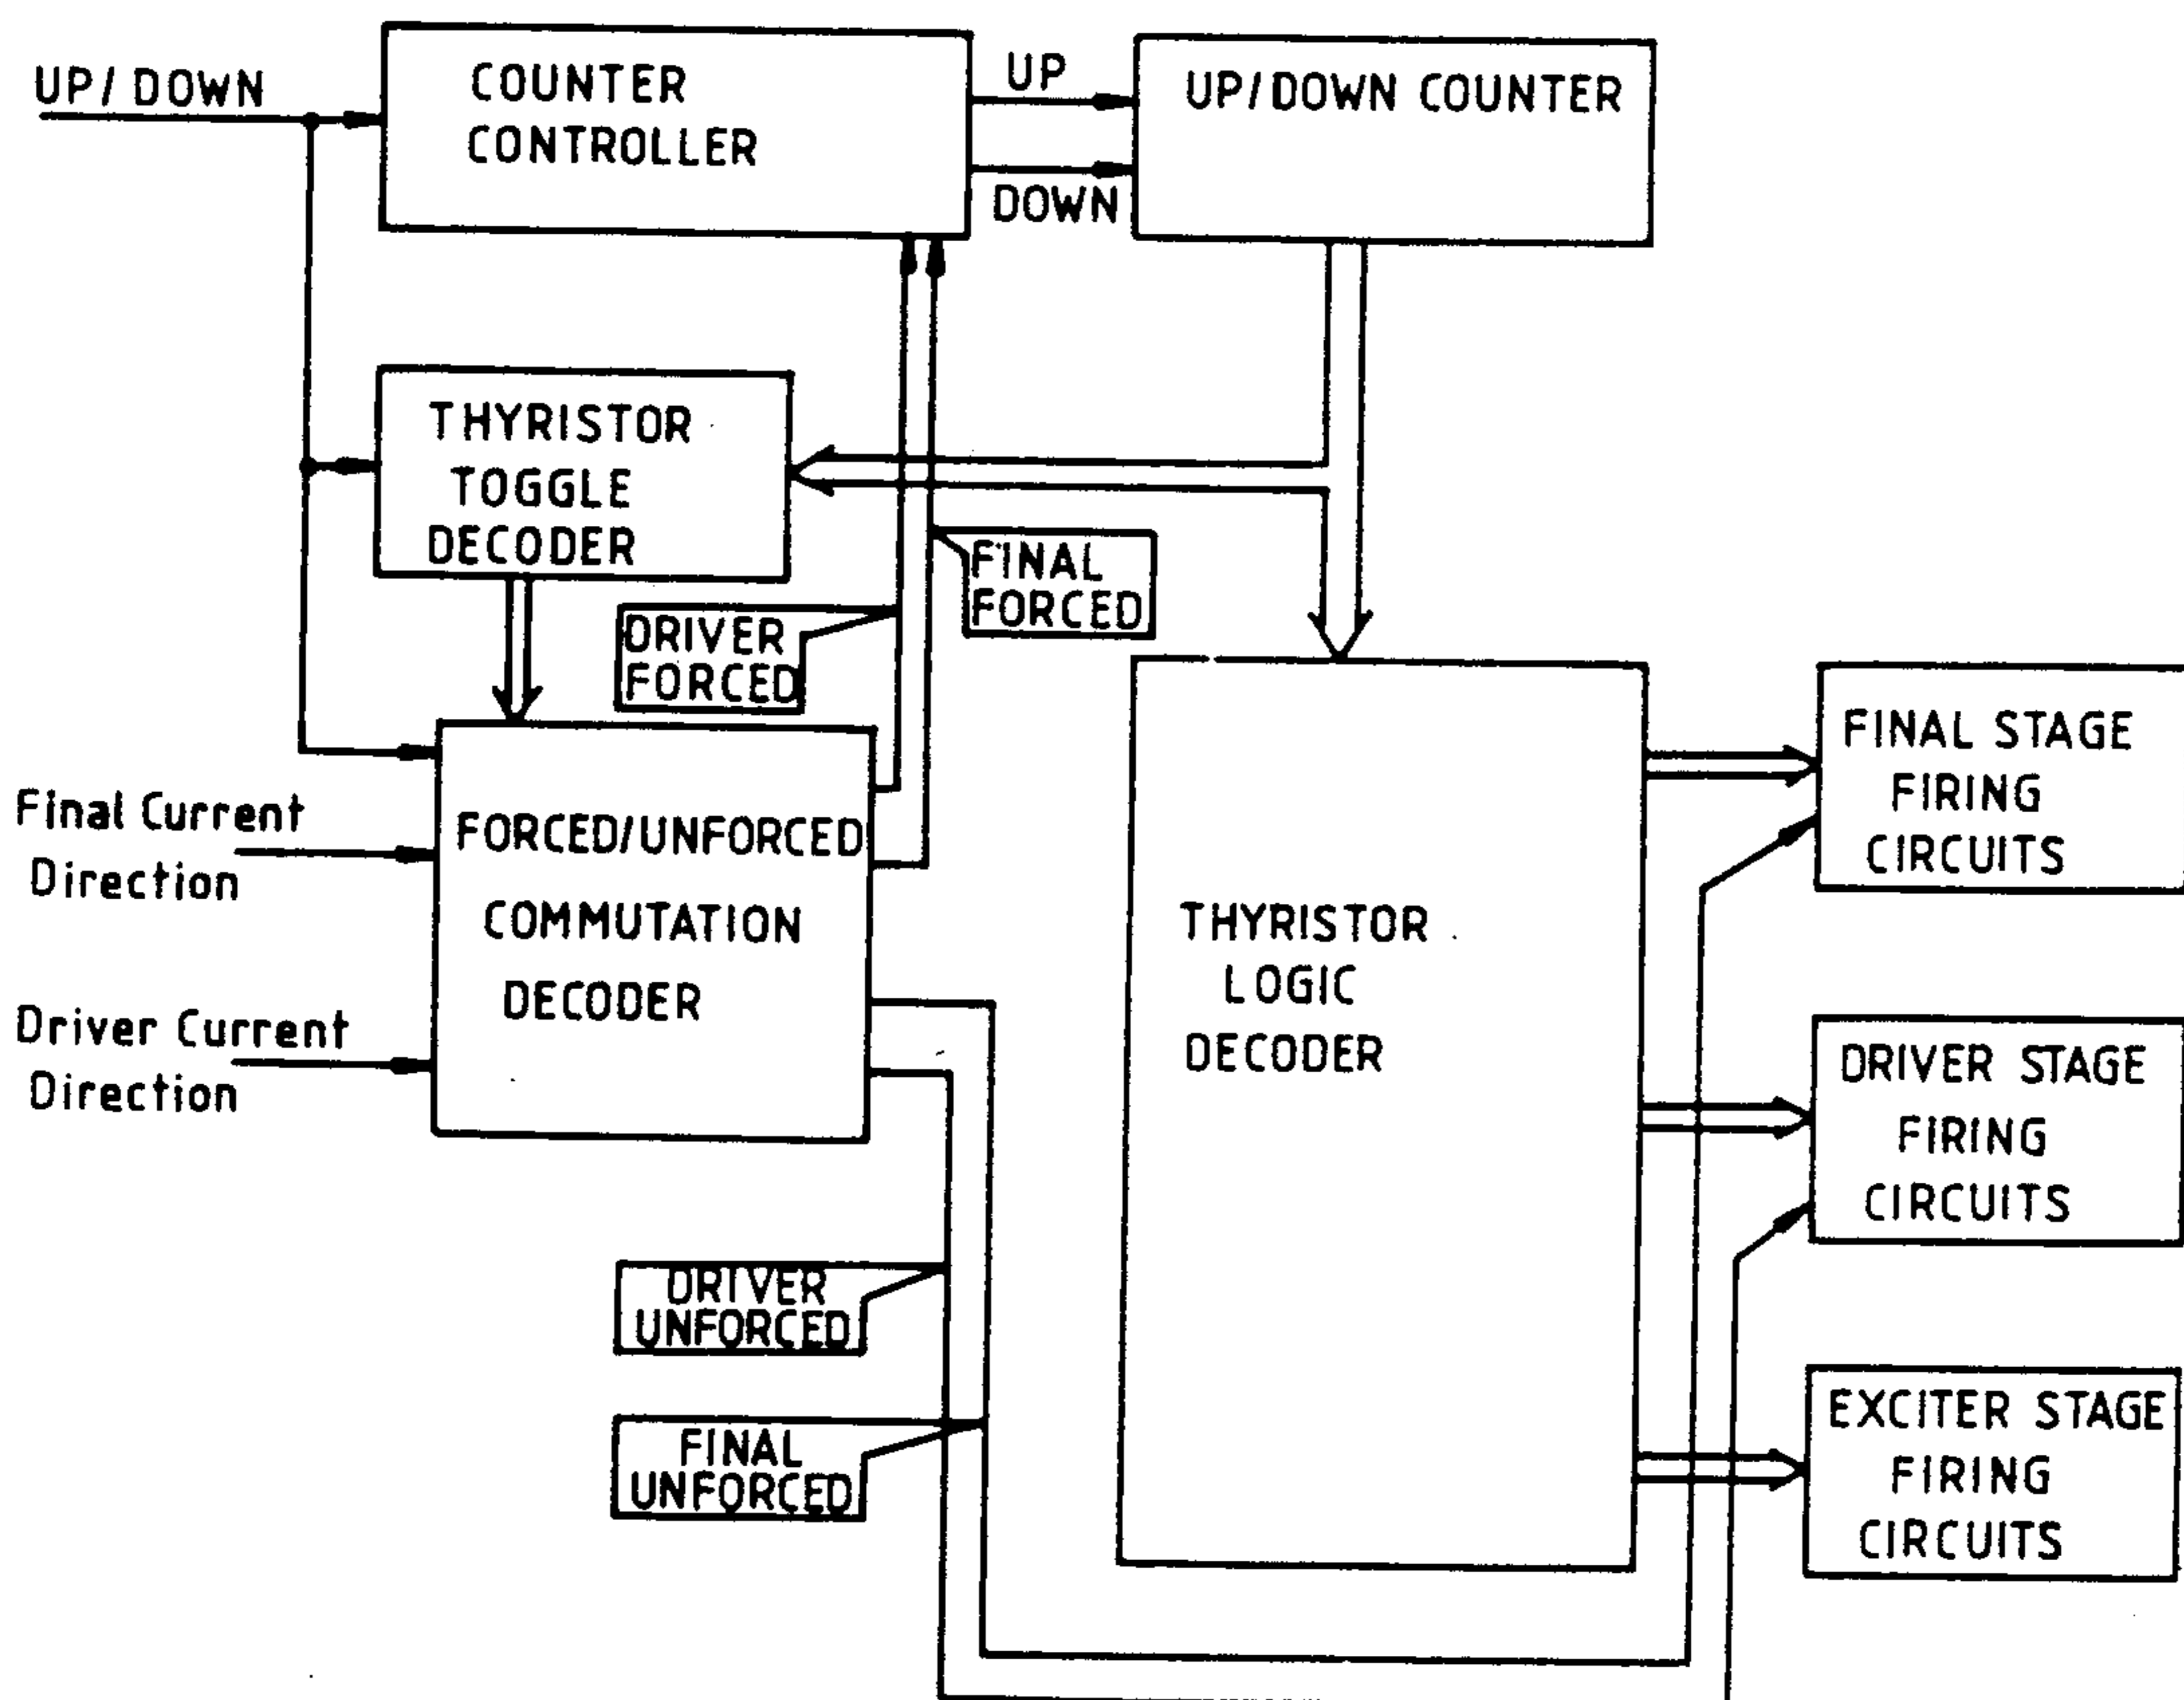 UP/DOWN
COUNTER
CONTROLLER
UP
DOWN
UP/DOWN COUNTER
THYRISTOR
TOGGLE
DECODER
DRIVER
FORCED
FINAL
FORCED
Final Current
Direction
Driver Current
Direction
FORCED/UNFORCED
COMMUTATION
DECODER
THYRISTOR
LOGIC
DECODER
FINAL STAGE
FIRING
CIRCUITS
DRIVER STAGE
FIRING
CIRCUITS
EXCITER STAGE
FIRING
CIRCUITS
DRIVER
UNFORCED
FINAL
UNFORCED